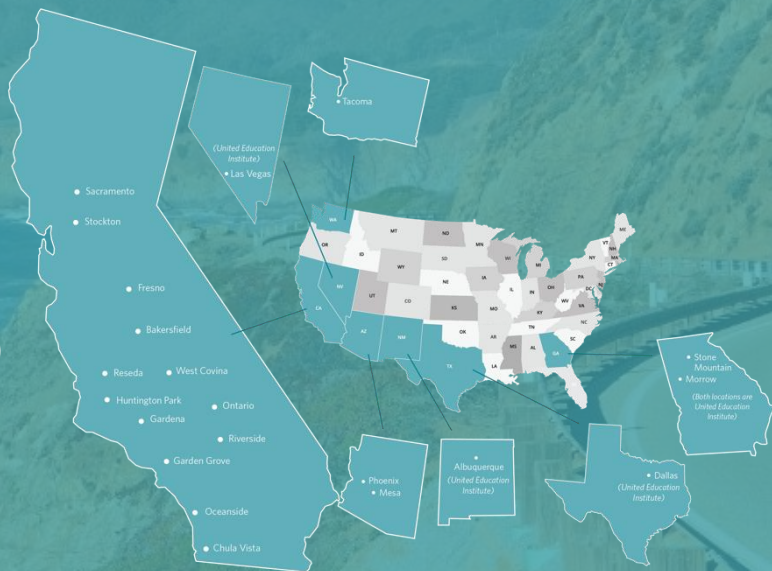 Sacramento
Stockton
Fresno
Bakersfield
Reseda
West Covina
Huntington Park
Gardena
Ontario
Riverside
Garden Grove
Oceanside
Chula Vista
(United Education
Institute)
Las Vegas
Tacoma
WA
OR
CA
NV
ID
MT
WY
UT
AZ
CO
NM
ND
SD
NE
KS
OK
TX
MN
IA
MO
AR
LA
WI
IL
MI
IN
OH
KY
TN
MS
AL
GA
SC
NC
VA
WV
PA
NY
VT
NH
ME
MA
CT
NJ
DC
Phoenix
Mesa
Albuquerque
(United Education
Institute)
Dallas
(United Education
Institute)
Stone
Mountain
Morrow
(Both locations are
United Education
Institute)